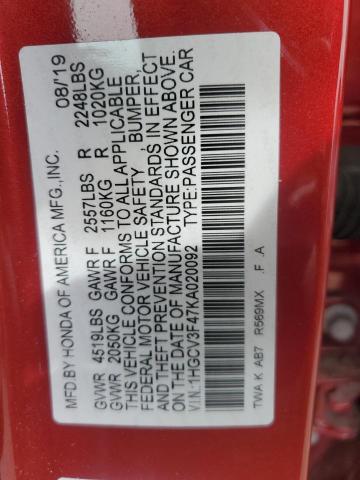 MFD.BY HONDA OF AMERICA MFG.,INC. 08/'19
GVWR 4519LBS GAWR F 2557LBS R 2248LBS
GVWR 2050KG GAWR F 1160KG R 1020KG
THIS VEHICLE CONFORMS TO ALL APPLICABLE
FEDERAL MOTOR VEHICLE SAFETY, BUMPER,
AND THEFT PREVENTION STANDARDS IN EFFECT
ON THE DATE OF MANUFACTURE SHOWN ABOVE.
V.I.N.:1HGCV3F47KA020092 TYPE:PASSENGER CAR
TWA K AB7 R569MX .F .A